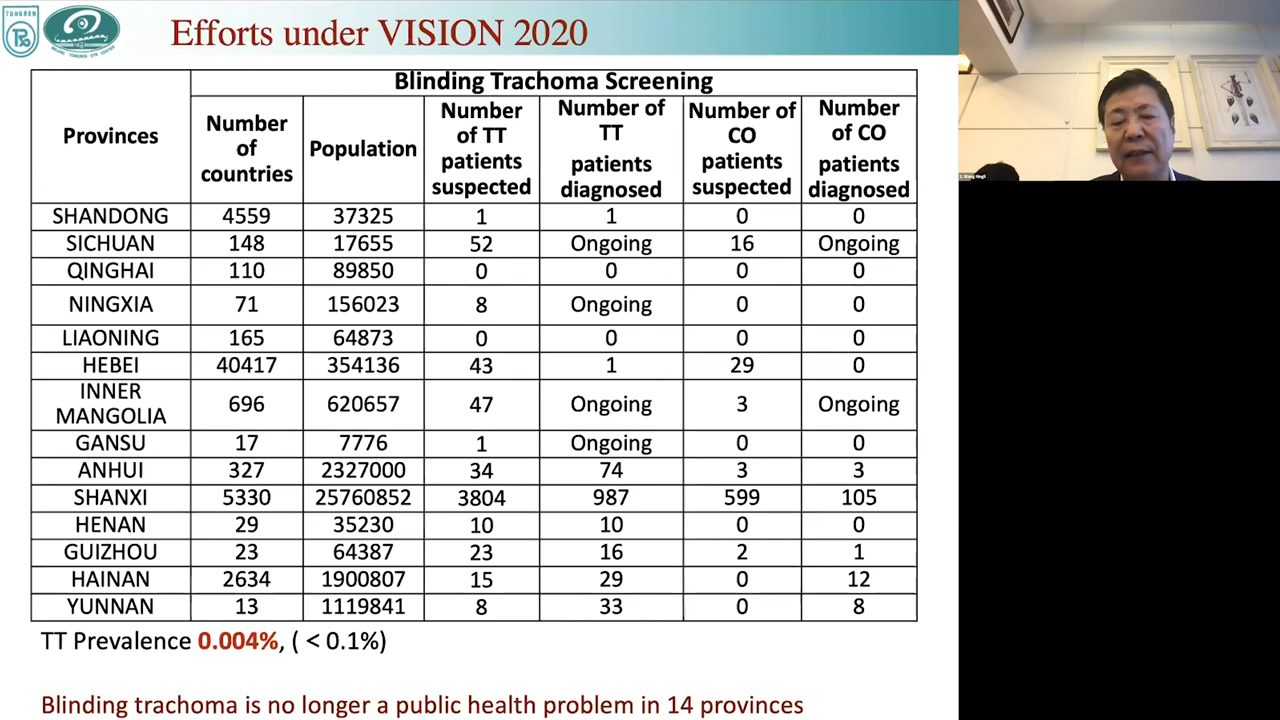 TONGREN
Efforts under VISION 2020
Blinding Trachoma Screening
Provinces
Number of countries
Population
Number of TT patients suspected
Number of TT patients diagnosed
Number of CO patients suspected
Number of CO patients diagnosed
SHANDONG 4559 37325 1 1 0 0
SICHUAN 148 17655 52 Ongoing 16 Ongoing
QINGHAI 110 89850 0 0 0 0
NINGXIA 71 156023 8 Ongoing 0 0
LIAONING 165 64873 0 0 0 0
HEBEI 40417 354136 43 1 29 0
INNER MANGOLIA 696 620657 47 Ongoing 3 Ongoing
GANSU 17 7776 1 Ongoing 0 0
ANHUI 327 2327000 34 74 3 3
SHANXI 5330 25760852 3804 987 599 105
HENAN 29 35230 10 10 0 0
GUIZHOU 23 64387 23 16 2 1
HAINAN 2634 1900807 15 29 0 12
YUNNAN 13 1119841 8 33 0 8
TT Prevalence 0.004%, ( < 0.1%)
Blinding trachoma is no longer a public health problem in 14 provinces